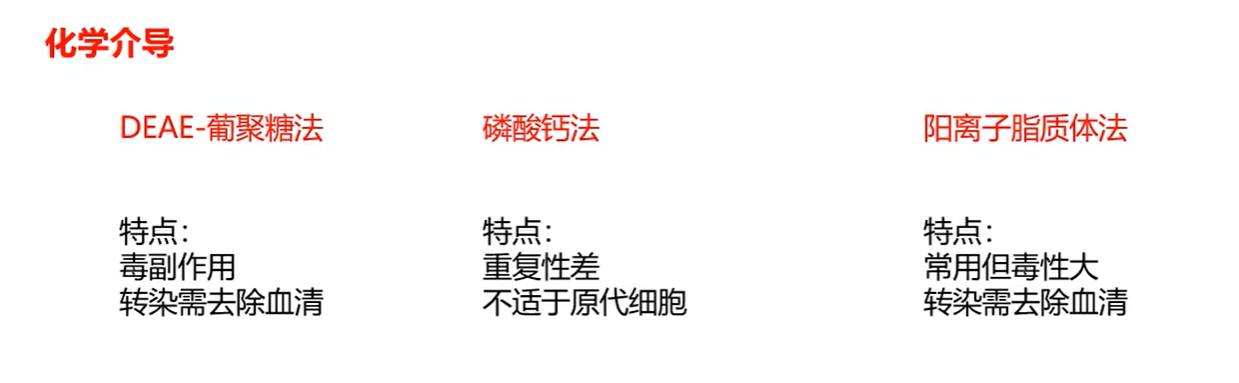 化学介导
DEAE-葡聚糖法
特点：
毒副作用
转染需去除血清
磷酸钙法
特点：
重复性差
不适于原代细胞
阳离子脂质体法
特点：
常用但毒性大
转染需去除血清